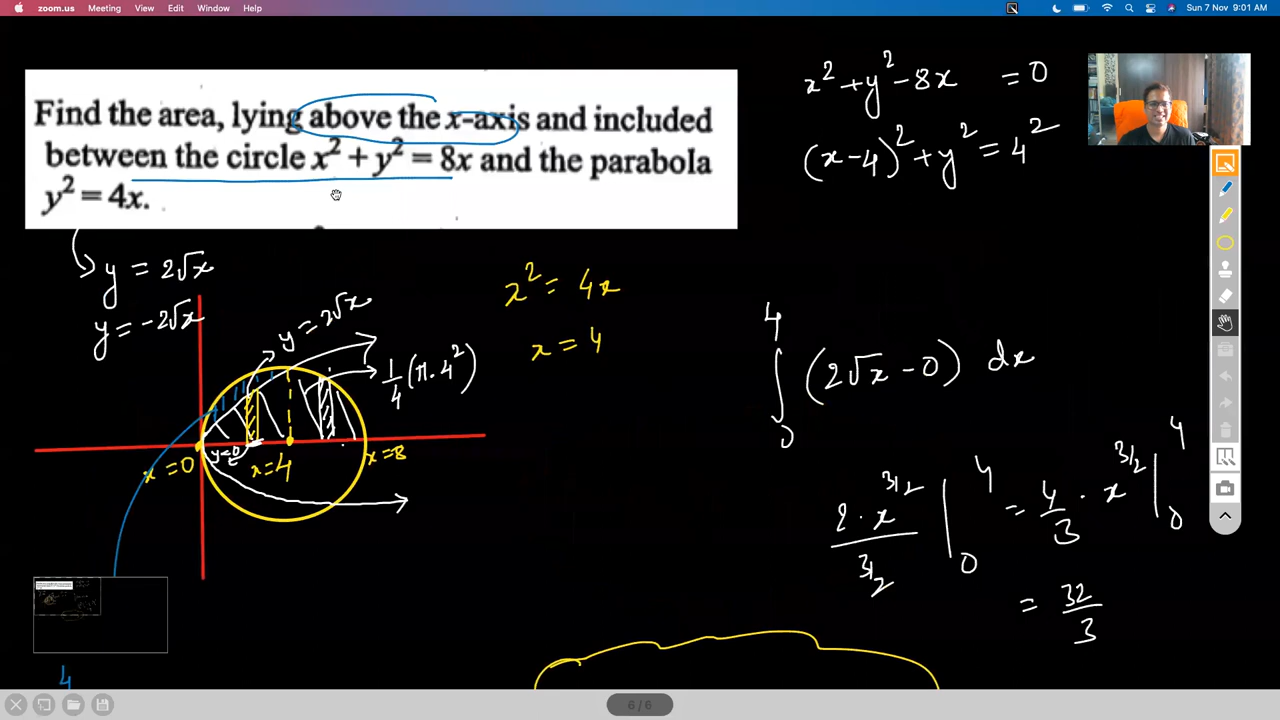 zoom.us Meeting View Edit Window Help
Sun 7 Nov 9:01 AM
Find the area, lying above the x-axis and included
between the circle x² + y² = 8x and the parabola
y² = 4x.
x² + y² - 8x = 0
(x-4)² + y² = 4²
y = 2√x
y = -2√x
y = 2√x
1/4 (π · 4²)
x = 0
y=0
x=4
x=8
x² = 4x
x = 4
∫₀⁴ (2√x - 0) dx
2 · x^{3/2} / (3/2) |₀⁴ = 4/3 · x^{3/2} |₀⁴
= 32/3
4
6 / 6